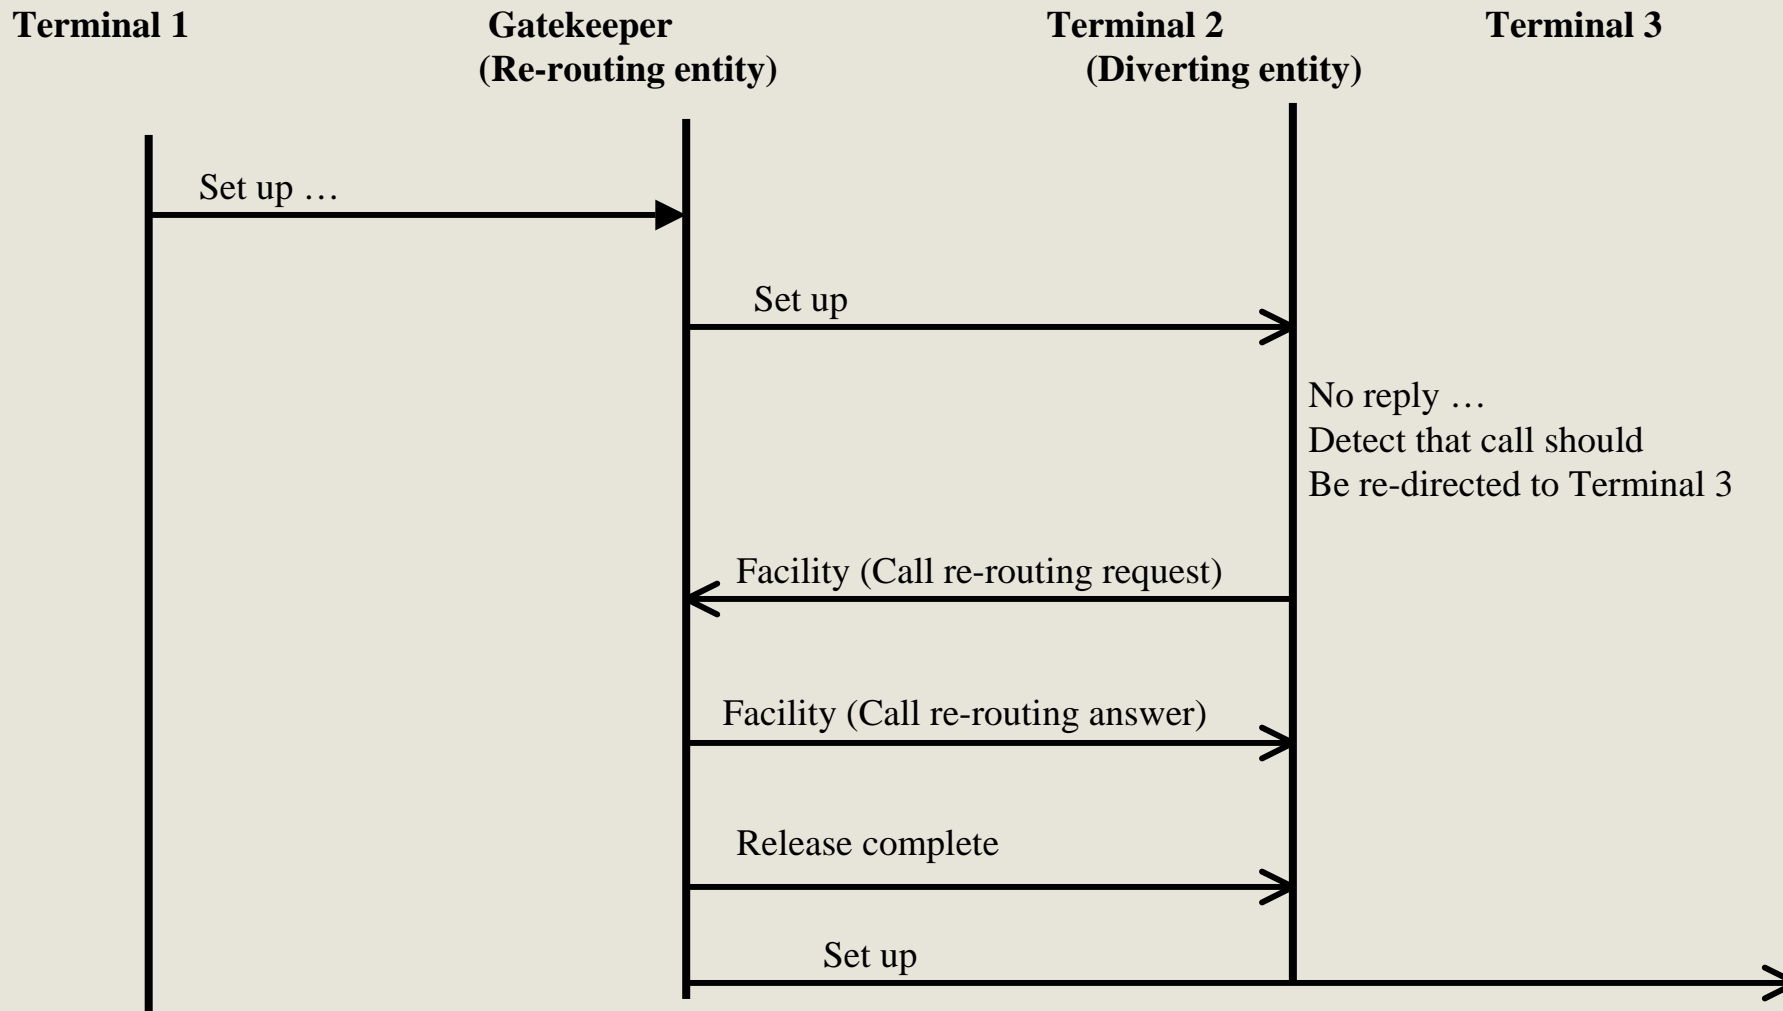 Terminal 1
Gatekeeper
(Re-routing entity)
Terminal 2
(Diverting entity)
Terminal 3
Set up …
Set up
No reply …
Detect that call should
Be re-directed to Terminal 3
Facility (Call re-routing request)
Facility (Call re-routing answer)
Release complete
Set up